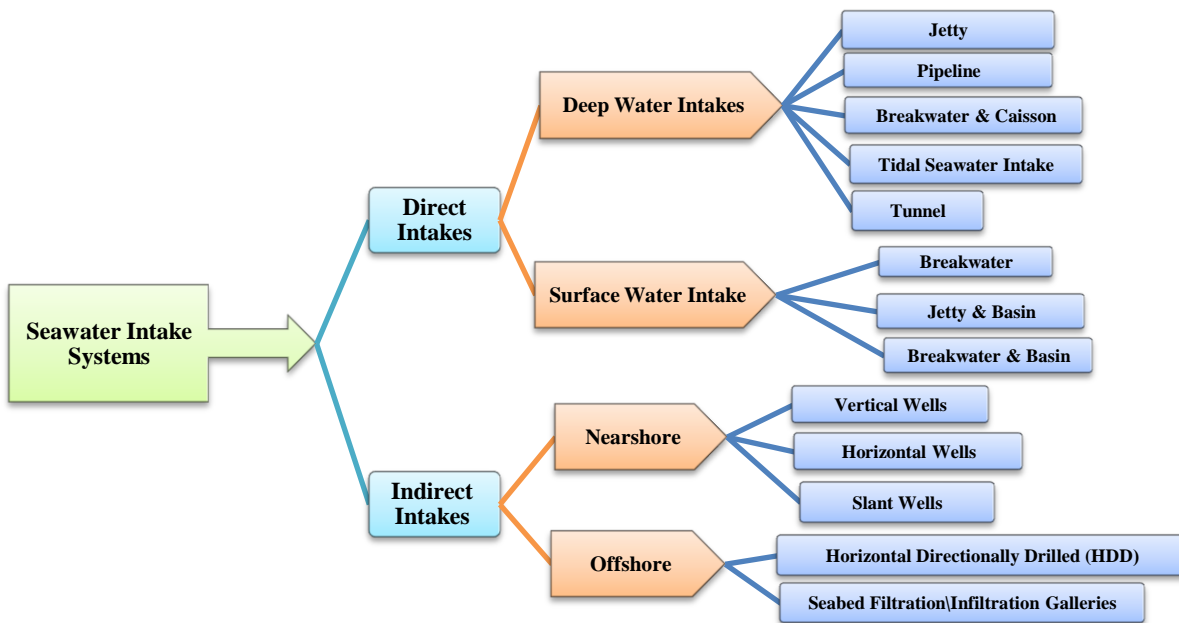 Seawater Intake
Systems
Direct
Intakes
Deep Water Intakes
Jetty
Pipeline
Breakwater & Caisson
Tidal Seawater Intake
Tunnel
Surface Water Intake
Breakwater
Jetty & Basin
Breakwater & Basin
Indirect
Intakes
Nearshore
Vertical Wells
Horizontal Wells
Slant Wells
Offshore
Horizontal Directionally Drilled (HDD)
Seabed Filtration\Infiltration Galleries